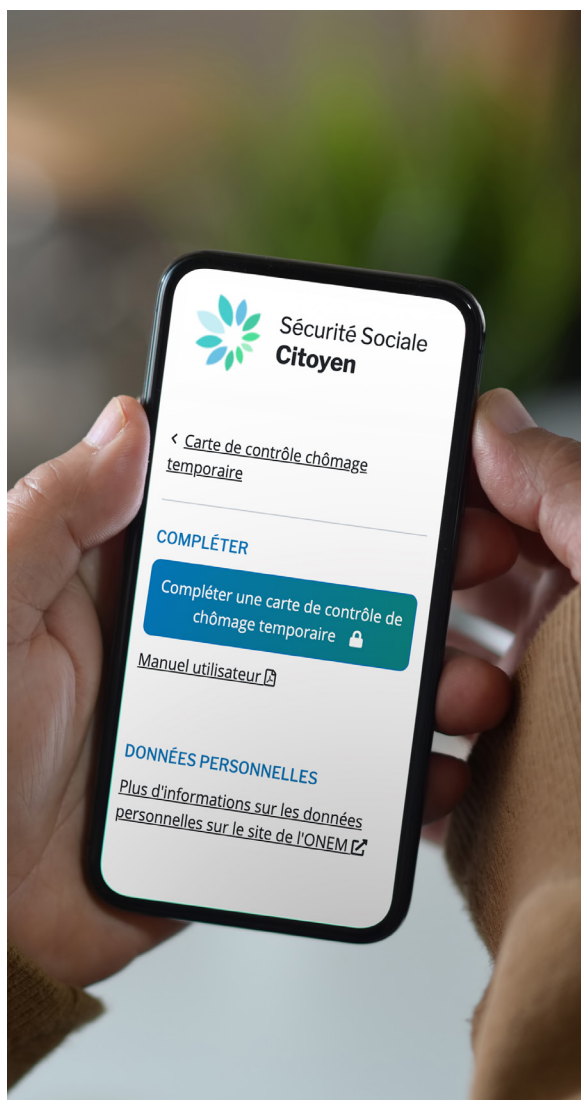 Sécurité Sociale
Citoyen
Carte de contrôle chômage
temporaire
COMPLÉTER
Compléter une carte de contrôle de
chômage temporaire
Manuel utilisateur
DONNÉES PERSONNELLES
Plus d'informations sur les données
personnelles sur le site de l'ONEM